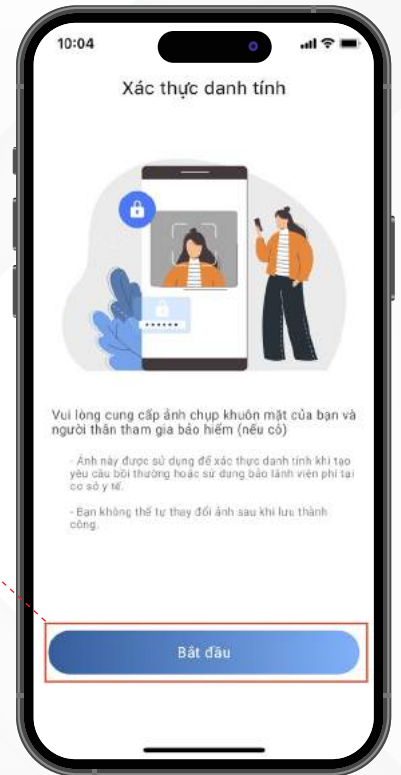 10:04
Xác thực danh tính
******
Vui lòng cung cấp ảnh chụp khuôn mặt của bạn và
người thân tham gia bảo hiểm (nếu có)
- Ảnh này được sử dụng để xác thực danh tính khi tạo
yêu cầu bồi thường hoặc sử dụng bảo lãnh viện phí tại
cơ sở y tế.
- Bạn không thể tự thay đổi ảnh sau khi lưu thành
công.
Bắt đầu